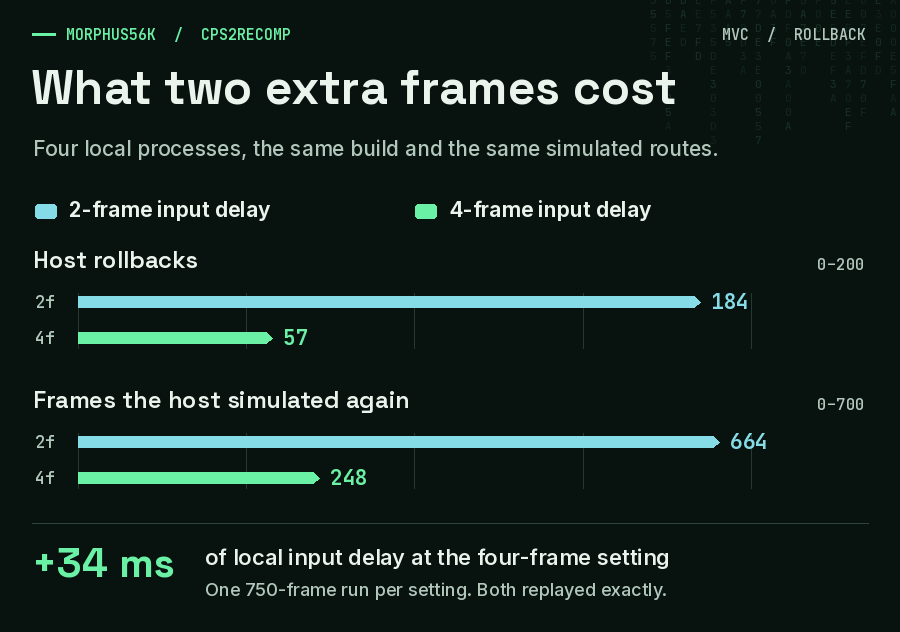 MORPHUS56K / CPS2RECOMP
MVC / ROLLBACK
What two extra frames cost
Four local processes, the same build and the same simulated routes.
2-frame input delay
4-frame input delay
Host rollbacks
0–200
2f
184
4f
57
Frames the host simulated again
0–700
2f
664
4f
248
+34 ms
of local input delay at the four-frame setting
One 750-frame run per setting. Both replayed exactly.